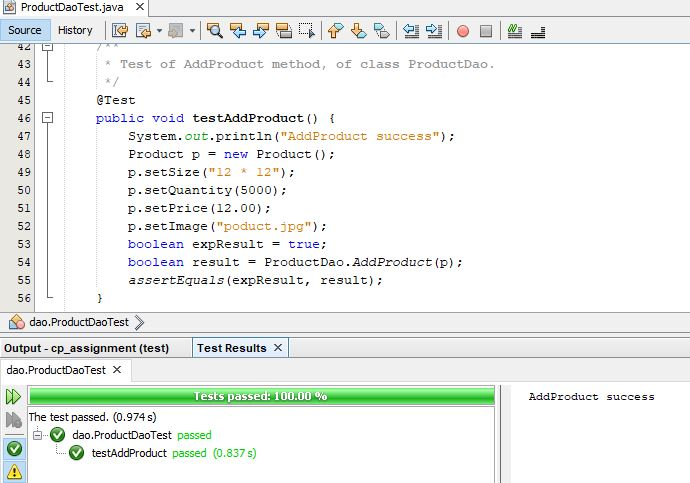 ProductDaoTest.java
Source History
42 /**
43 * Test of AddProduct method, of class ProductDao.
44 */
45 @Test
46 public void testAddProduct() {
47 System.out.println("AddProduct success");
48 Product p = new Product();
49 p.setSize("12 * 12");
50 p.setQuantity(5000);
51 p.setPrice(12.00);
52 p.setImage("poduct.jpg");
53 boolean expResult = true;
54 boolean result = ProductDao.AddProduct(p);
55 assertEquals(expResult, result);
56 }
dao.ProductDaoTest
Output - cp_assignment (test) Test Results
dao.ProductDaoTest
Tests passed: 100.00 %
AddProduct success
The test passed. (0.974 s)
dao.ProductDaoTest passed
testAddProduct passed (0.837 s)